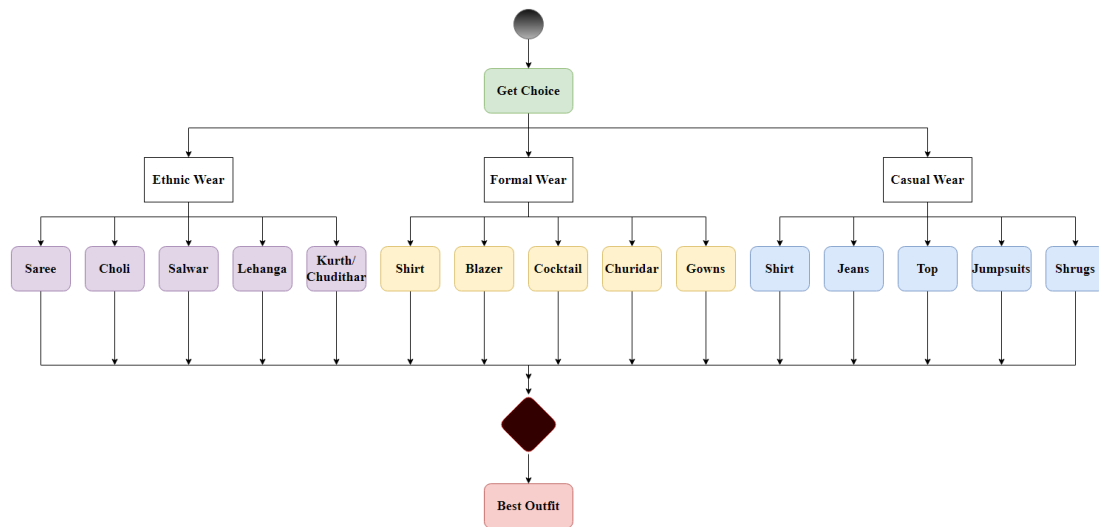 Get Choice
Ethnic Wear
Formal Wear
Casual Wear
Saree
Choli
Salwar
Lehanga
Kurth/
Chudithar
Shirt
Blazer
Cocktail
Churidar
Gowns
Shirt
Jeans
Top
Jumpsuits
Shrugs
Best Outfit